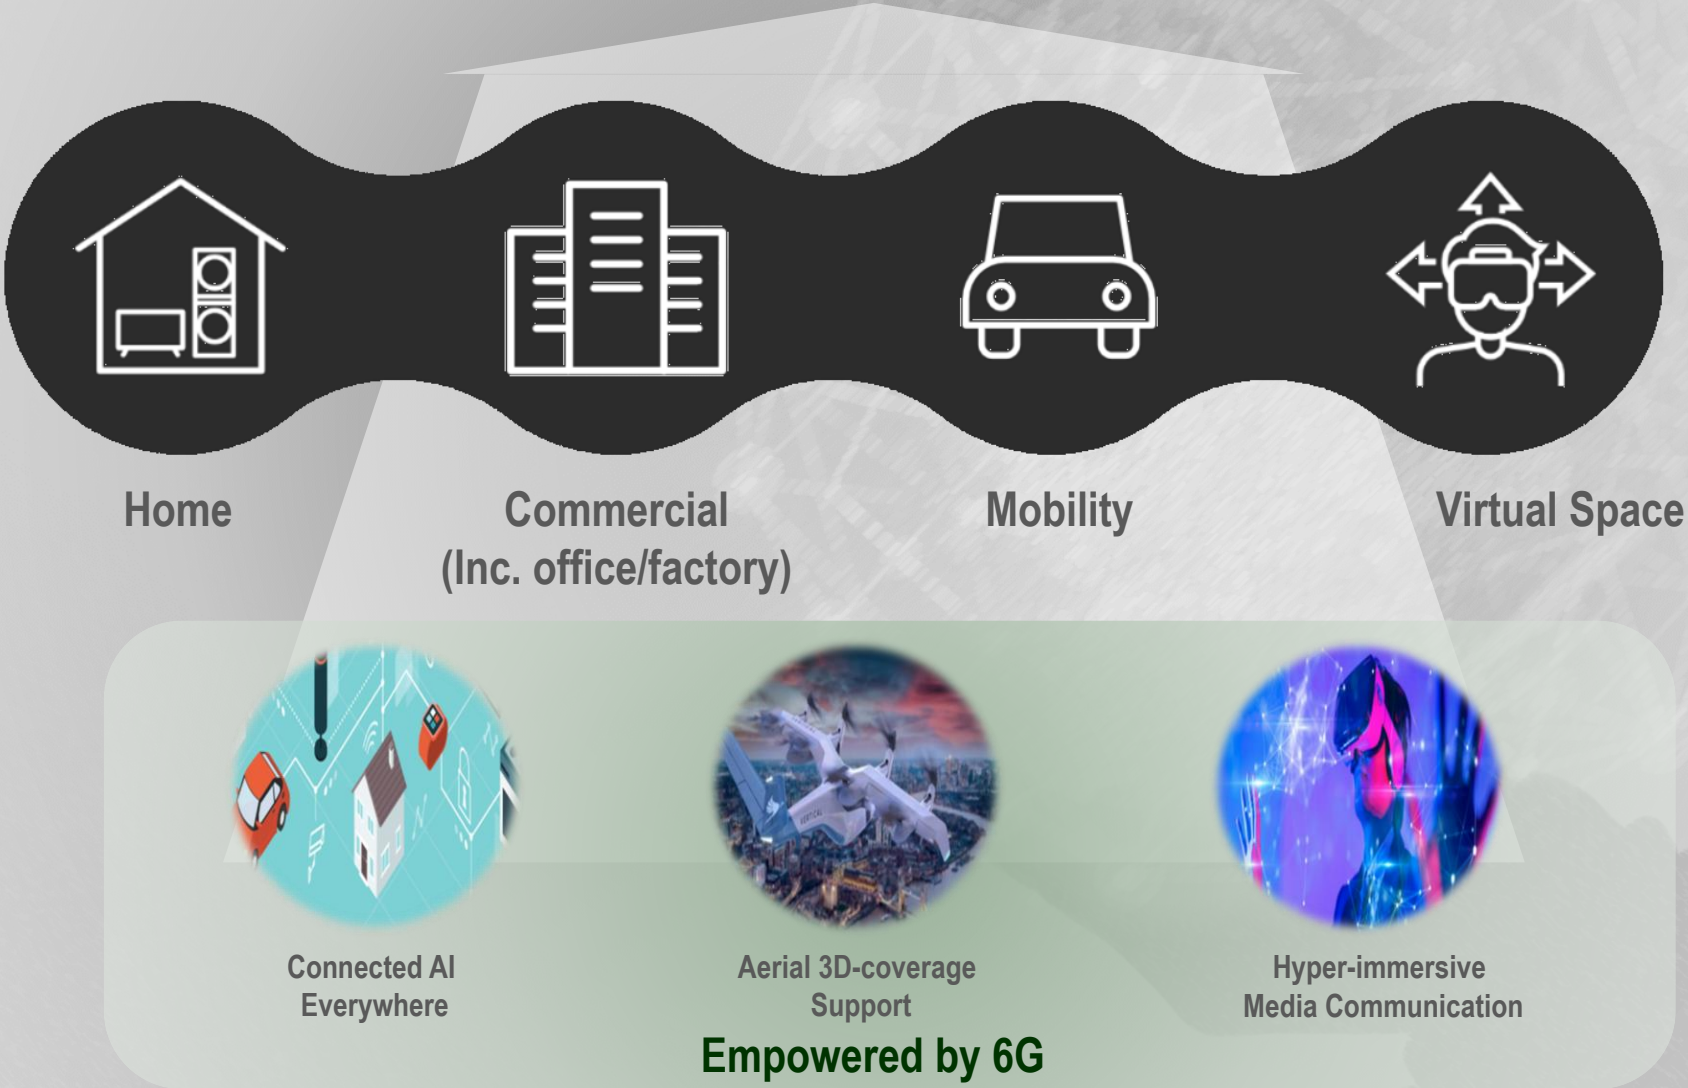 Home
Commercial
(Inc. office/factory)
Mobility
Virtual Space
VERTICAL
Connected AI
Everywhere
Aerial 3D-coverage
Support
Hyper-immersive
Media Communication
Empowered by 6G